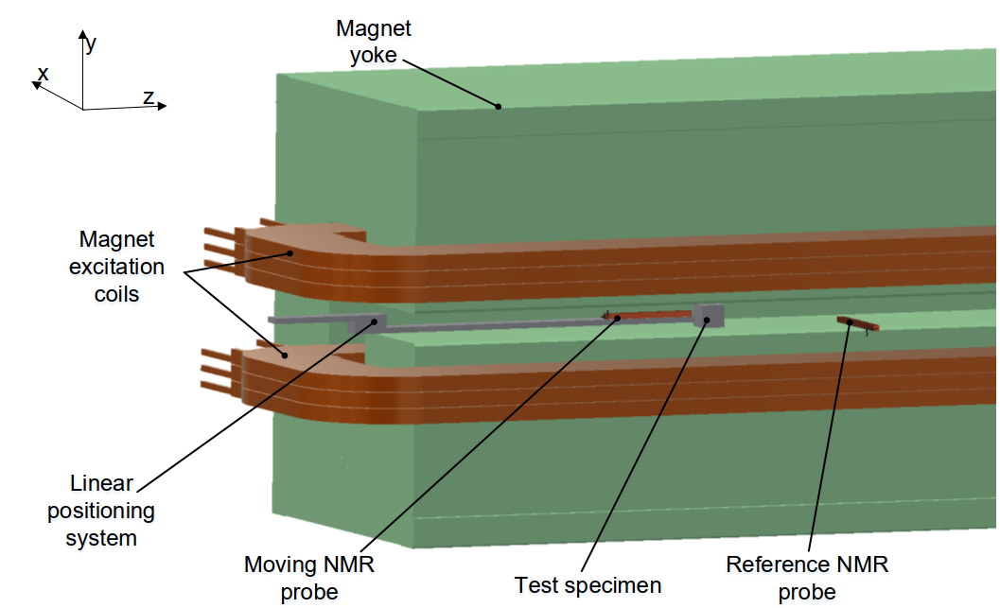 Magnet
yoke
y
x
z
Magnet
excitation
coils
Linear
positioning
system
Moving NMR
probe
Test specimen
Reference NMR
probe